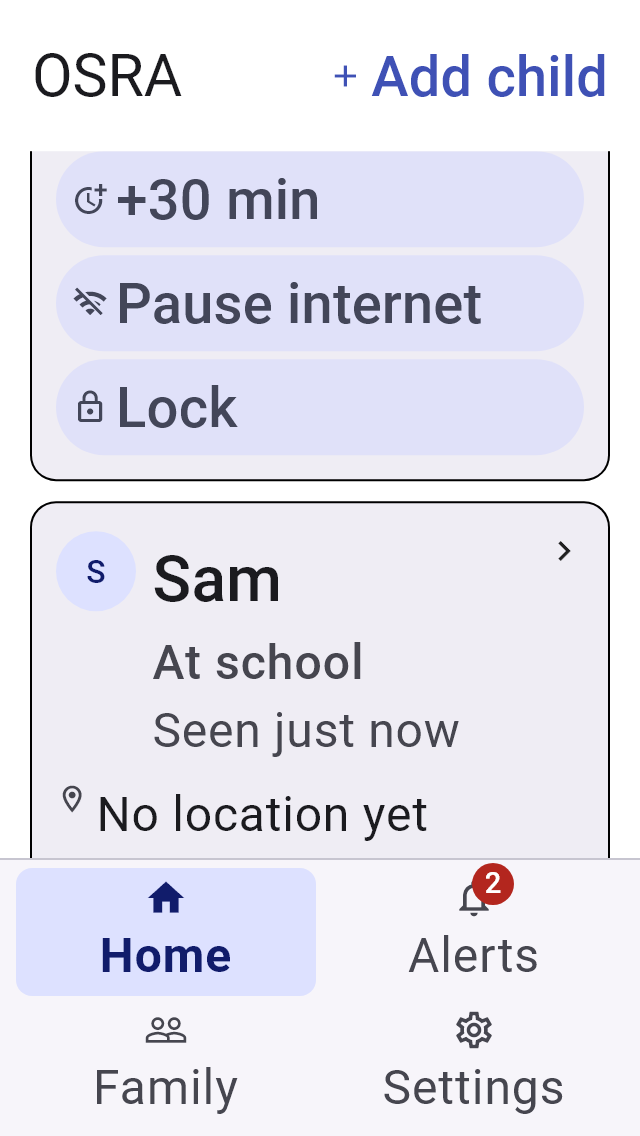 OSRA
+ Add child
+30 min
Pause internet
Lock
S
Sam
At school
Seen just now
No location yet
Home
2
Alerts
Family
Settings